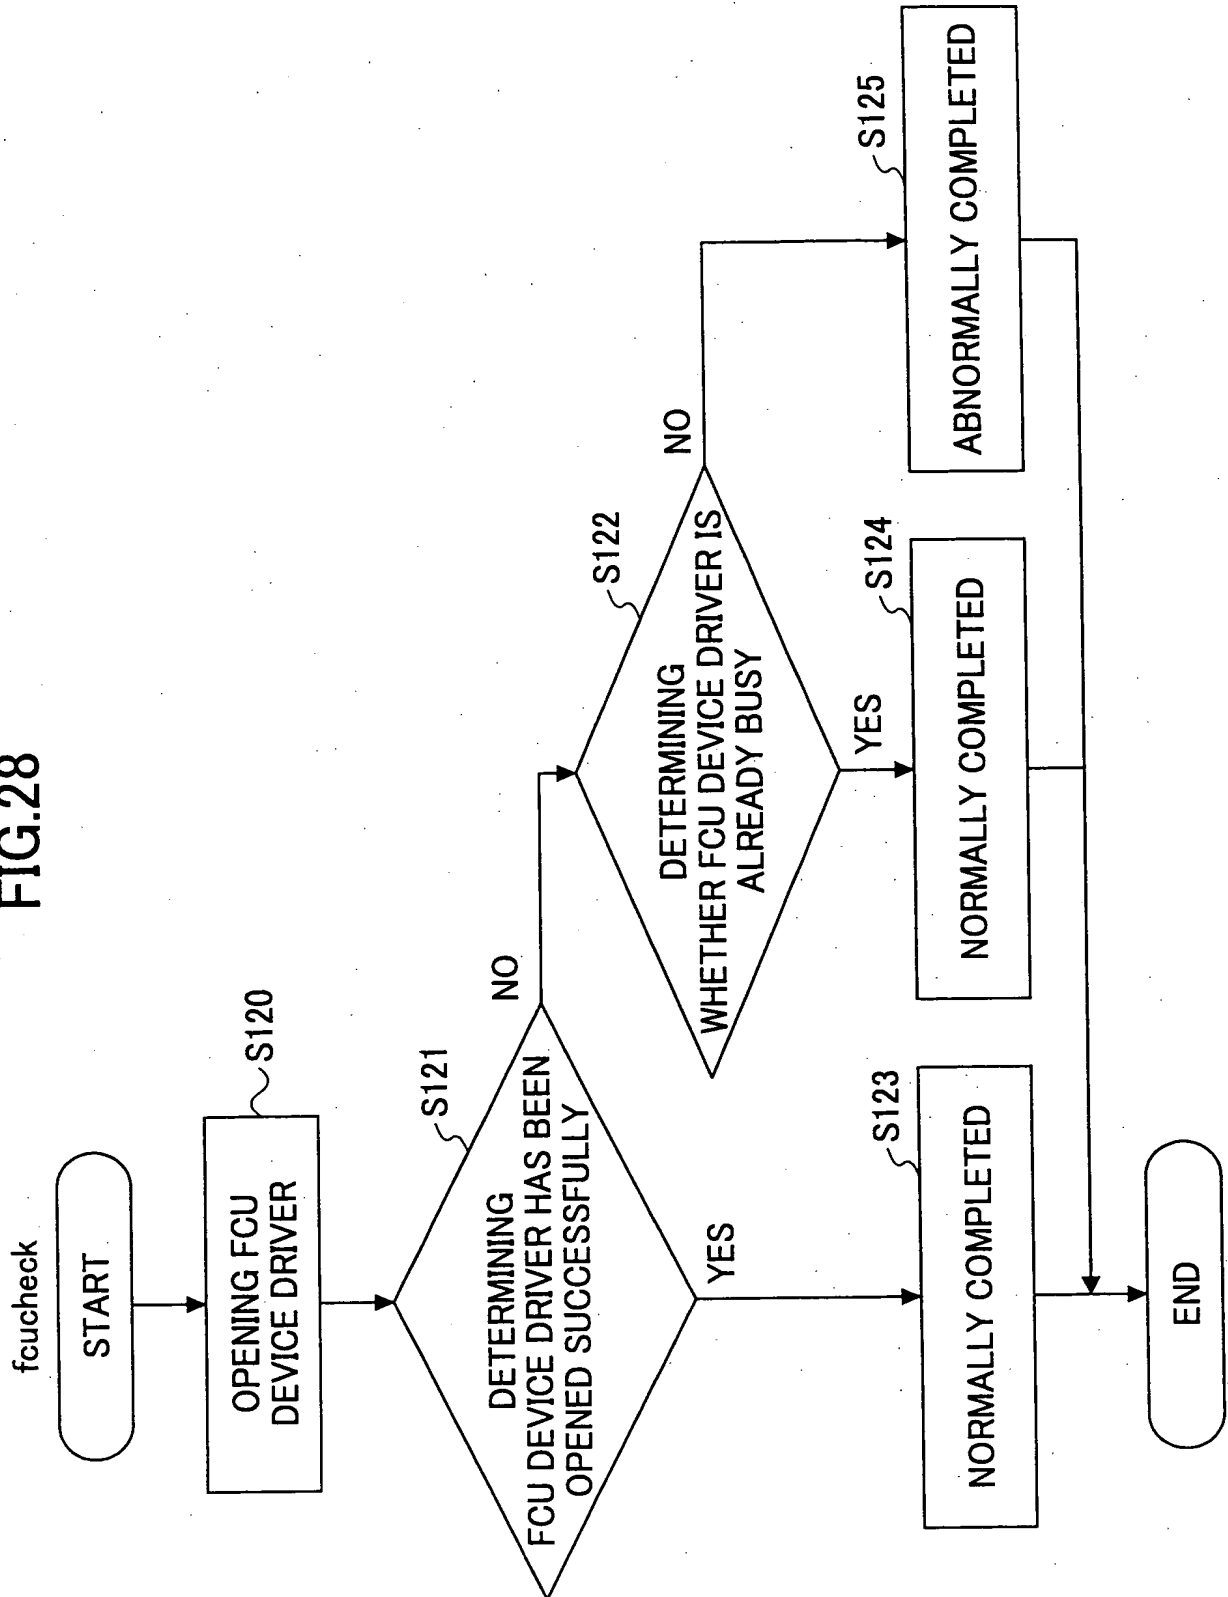 FIG.28
fcucheck
START
S120
OPENING FCU
DEVICE DRIVER
S121
DETERMINING
FCU DEVICE DRIVER HAS BEEN
OPENED SUCCESSFULLY
NO
YES
S122
DETERMINING
WHETHER FCU DEVICE DRIVER IS
ALREADY BUSY
NO
YES
S123
NORMALLY COMPLETED
S124
NORMALLY COMPLETED
S125
ABNORMALLY COMPLETED
END